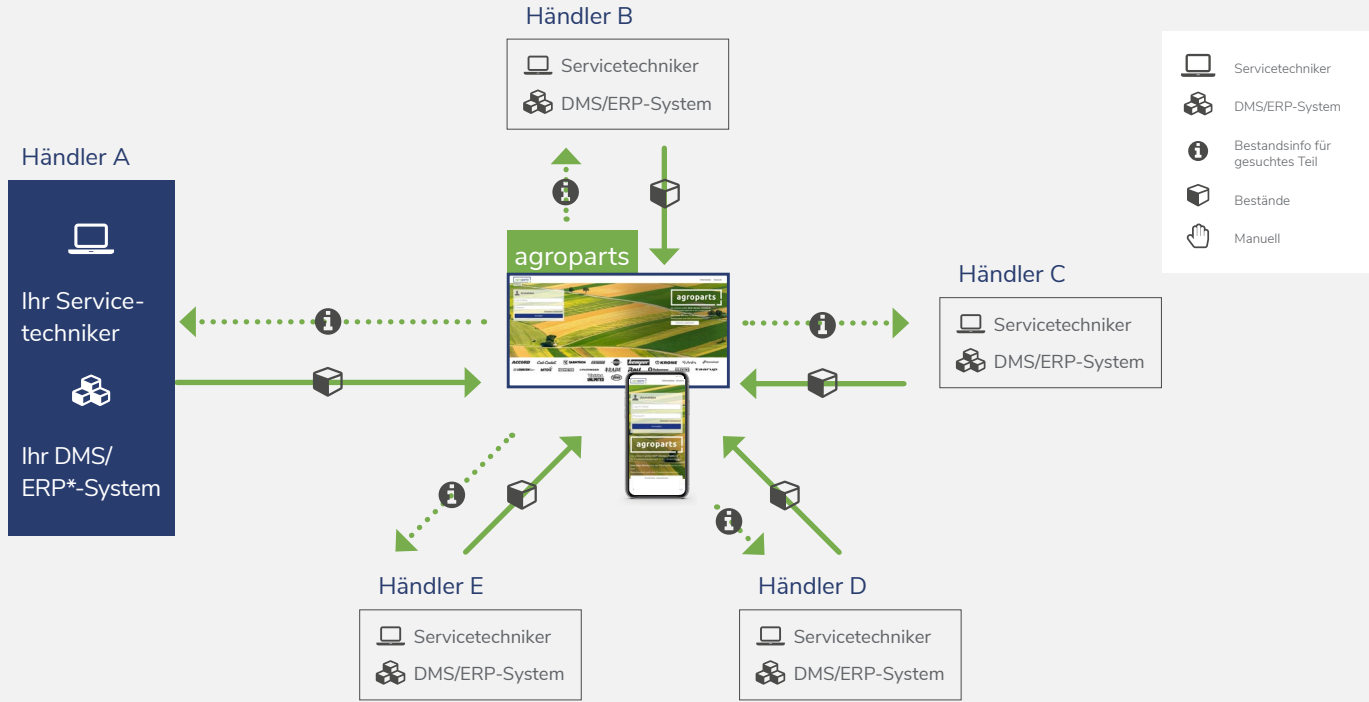 Händler B
Servicetechniker
DMS/ERP-System
Händler A
Ihr Service-
techniker
Ihr DMS/
ERP*-System
agroparts
agroparts
KRONE
agroparts
Händler C
Servicetechniker
DMS/ERP-System
Händler E
Servicetechniker
DMS/ERP-System
Händler D
Servicetechniker
DMS/ERP-System
Servicetechniker
DMS/ERP-System
Bestandsinfo für
gesuchtes Teil
Bestände
Manuell